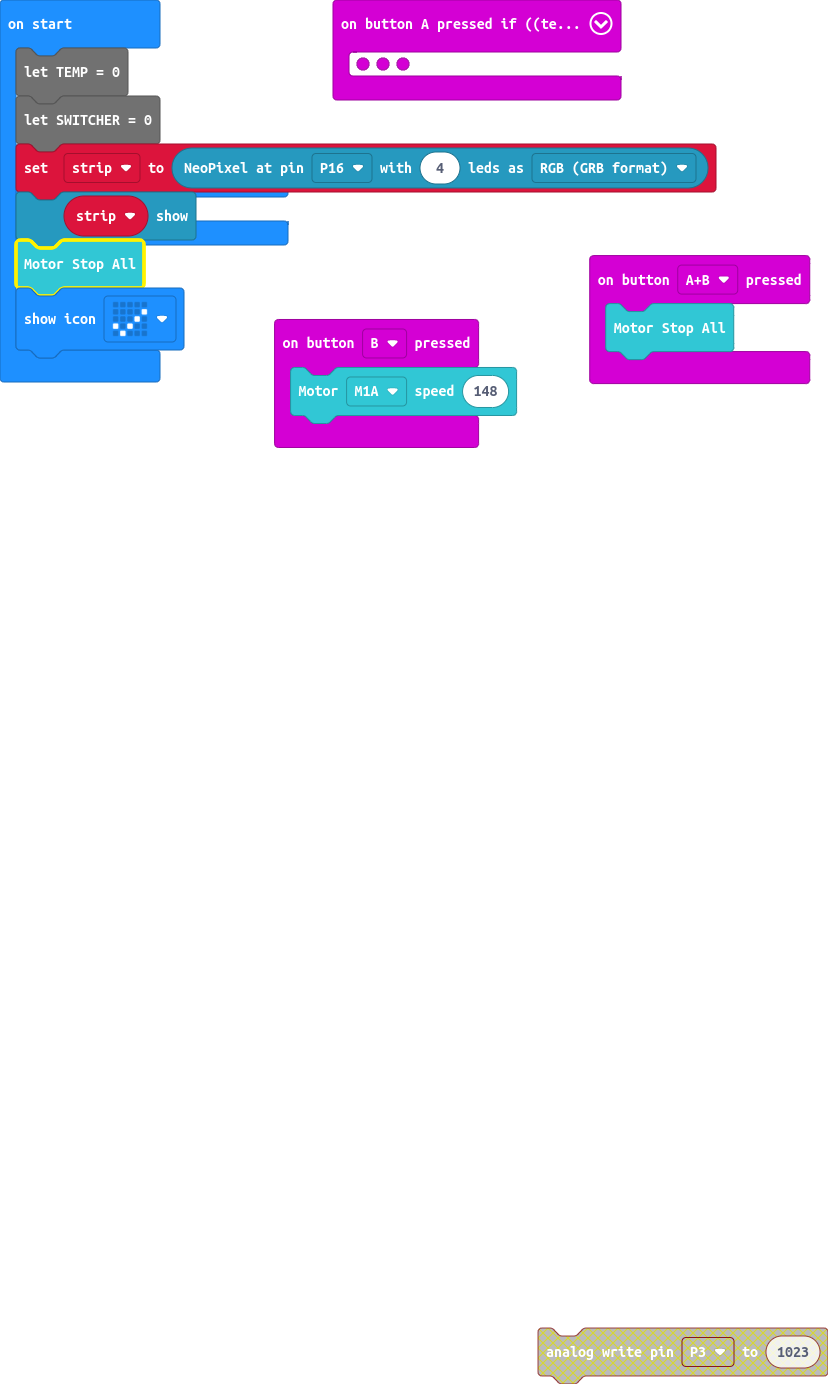 on start
let TEMP = 0
let SWITCHER = 0
set strip to NeoPixel at pin P16 with 4 leds as RGB (GRB format)
strip show
Motor Stop All
show icon
on button A pressed if ((te...
on button B pressed
Motor M1A speed 148
on button A+B pressed
Motor Stop All
analog write pin P3 to 1023